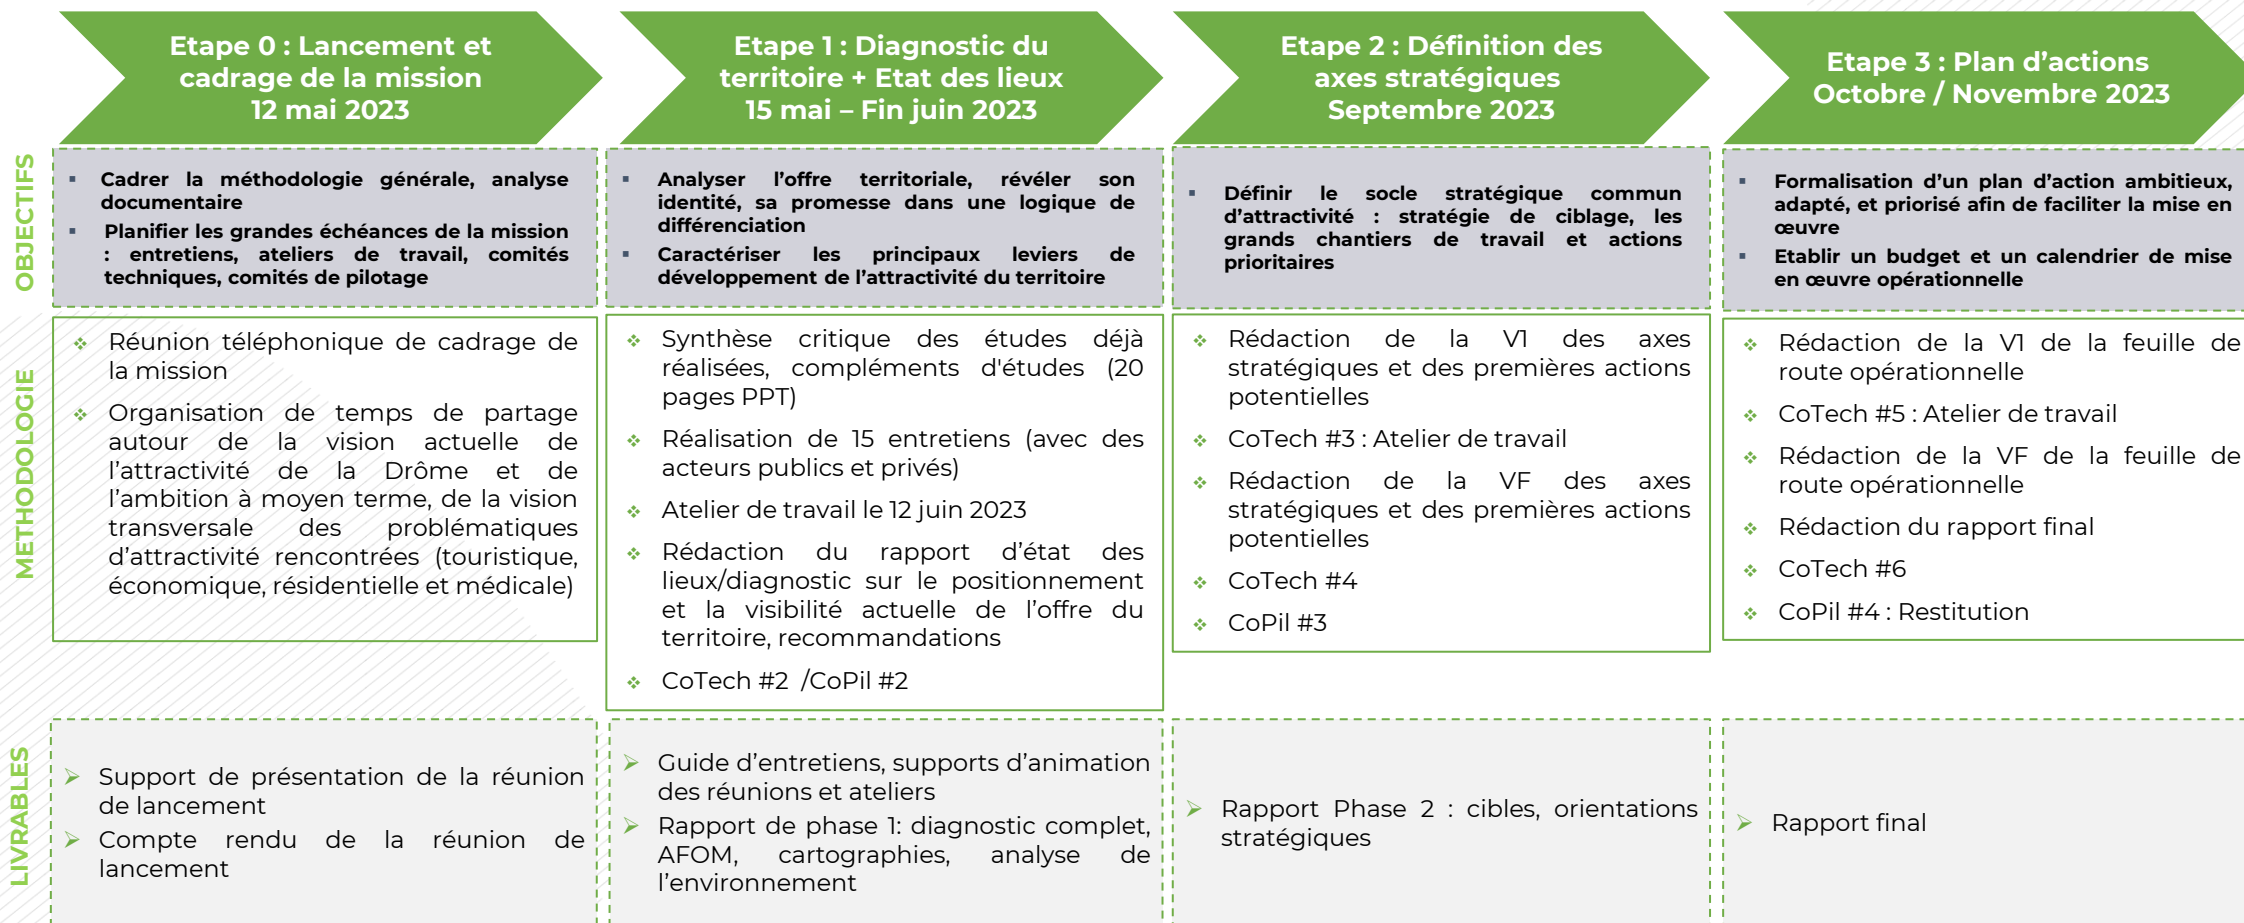 Etape 0 : Lancement et
cadrage de la mission
12 mai 2023
Etape 1 : Diagnostic du
territoire + Etat des lieux
15 mai – Fin juin 2023
Etape 2 : Définition des
axes stratégiques
Septembre 2023
Etape 3 : Plan d’actions
Octobre / Novembre 2023
OBJECTIFS
▪ Cadrer la méthodologie générale, analyse
documentaire
▪ Planifier les grandes échéances de la mission
: entretiens, ateliers de travail, comités
techniques, comités de pilotage
▪ Analyser l’offre territoriale, révéler son
identité, sa promesse dans une logique de
différenciation
▪ Caractériser les principaux leviers de
développement de l’attractivité du territoire
▪ Définir le socle stratégique commun
d’attractivité : stratégie de ciblage, les
grands chantiers de travail et actions
prioritaires
▪ Formalisation d’un plan d’action ambitieux,
adapté, et priorisé afin de faciliter la mise en
œuvre
▪ Etablir un budget et un calendrier de mise
en œuvre opérationnelle
METHODOLOGIE
❖ Réunion téléphonique de cadrage de
la mission
❖ Organisation de temps de partage
autour de la vision actuelle de
l’attractivité de la Drôme et de
l’ambition à moyen terme, de la vision
transversale des problématiques
d’attractivité rencontrées (touristique,
économique, résidentielle et médicale)
❖ Synthèse critique des études déjà
réalisées, compléments d'études (20
pages PPT)
❖ Réalisation de 15 entretiens (avec des
acteurs publics et privés)
❖ Atelier de travail le 12 juin 2023
❖ Rédaction du rapport d’état des
lieux/diagnostic sur le positionnement
et la visibilité actuelle de l’offre du
territoire, recommandations
❖ CoTech #2 /CoPil #2
❖ Rédaction de la V1 des axes
stratégiques et des premières actions
potentielles
❖ CoTech #3 : Atelier de travail
❖ Rédaction de la VF des axes
stratégiques et des premières actions
potentielles
❖ CoTech #4
❖ CoPil #3
❖ Rédaction de la V1 de la feuille de
route opérationnelle
❖ CoTech #5 : Atelier de travail
❖ Rédaction de la VF de la feuille de
route opérationnelle
❖ Rédaction du rapport final
❖ CoTech #6
❖ CoPil #4 : Restitution
LIVRABLES
➢ Support de présentation de la réunion
de lancement
➢ Compte rendu de la réunion de
lancement
➢ Guide d’entretiens, supports d’animation
des réunions et ateliers
➢ Rapport de phase 1: diagnostic complet,
AFOM, cartographies, analyse de
l’environnement
➢ Rapport Phase 2 : cibles, orientations
stratégiques
➢ Rapport final